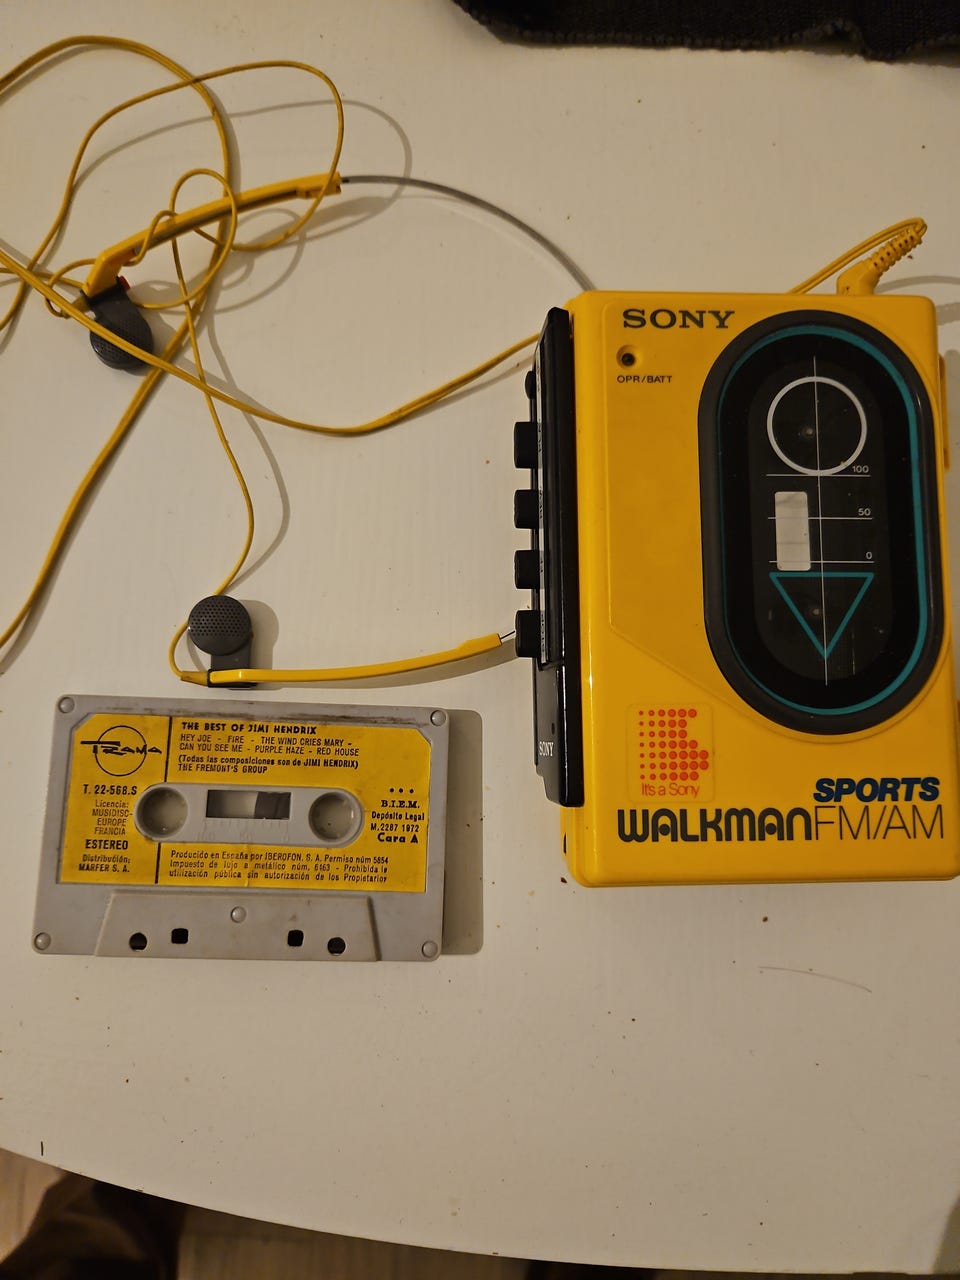 SONY
OPR/BATT
100
50
0
SONY
It's a Sony
SPORTS
WALKMAN FM/AM
TRAMA
THE BEST OF JIMI HENDRIX
HEY JOE - FIRE - THE WIND CRIES MARY -
CAN YOU SEE ME - PURPLE HAZE - RED HOUSE
(Todas las composiciones son de JIMI HENDRIX)
THE FREMONT'S GROUP
T. 22-568.S
Licencia:
MUSIDISC-
EUROPE
FRANCIA
ESTEREO
Distribución:
MARFER S. A.
B.I.E.M.
Depósito Legal
M.2287 1972
Cara A
Producido en España por IBEROFON, S. A. Permiso núm 5854
Impuesto de lujo a metálico núm. 6163 - Prohibida la
utilización pública sin autorización de los Propietarios